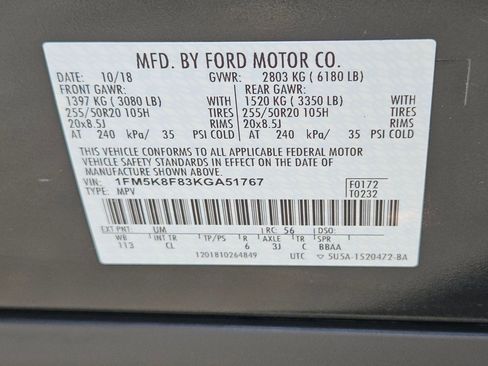 MFD. BY FORD MOTOR CO.
DATE: 10/18 GVWR: 2803 KG ( 6180 LB)
FRONT GAWR: REAR GAWR:
1397 KG ( 3080 LB) WITH 1520 KG ( 3350 LB) WITH
255/50R20 105H TIRES 255/50R20 105H TIRES
20x8.5J RIMS 20x8.5J RIMS
AT 240 kPa/ 35 PSI COLD AT 240 kPa/ 35 PSI COLD
THIS VEHICLE CONFORMS TO ALL APPLICABLE FEDERAL MOTOR
VEHICLE SAFETY STANDARDS IN EFFECT ON THE DATE OF
MANUFACTURE SHOWN ABOVE.
VIN: 1FM5K8F83KGA51767 F0172
TYPE: MPV T0232
EXT PNT: UM RC: 56 DSO:
WB INT TR TP/PS R AXLE TR SPR
113 CL 6 3J C BBAA
1201810264849 UTC 5U5A-1520472-BA